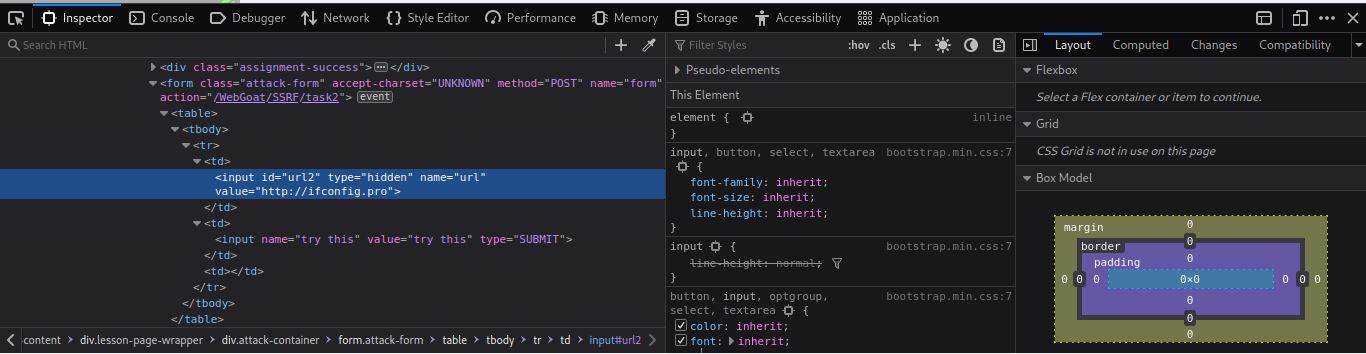 Inspector Console Debugger Network Style Editor Performance Memory Storage Accessibility Application
Search HTML
<div class="assignment-success"> </div>
<form class="attack-form" accept-charset="UNKNOWN" method="POST" name="form"
action="/WebGoat/SSRF/task2"> event
<table>
<tbody>
<tr>
<td>
<input id="url2" type="hidden" name="url"
value="http://ifconfig.pro">
</td>
<td>
<input name="try this" value="try this" type="SUBMIT">
</td>
<td></td>
</tr>
</tbody>
</table>
content div.lesson-page-wrapper div.attack-container form.attack-form table tbody tr td input#url2
Filter Styles :hov .cls
Pseudo-elements
This Element
element { inline
}
input, button, select, textarea bootstrap.min.css:7
{
font-family: inherit;
font-size: inherit;
line-height: inherit;
}
input { bootstrap.min.css:7
line-height: normal;
}
button, input, optgroup, bootstrap.min.css:7
select, textarea {
color: inherit;
font: inherit;
Layout Computed Changes Compatibility
Flexbox
Select a Flex container or item to continue.
Grid
CSS Grid is not in use on this page
Box Model
margin 0
border 0
padding 0
0 0 0 0×0 0 0 0
0
0
0